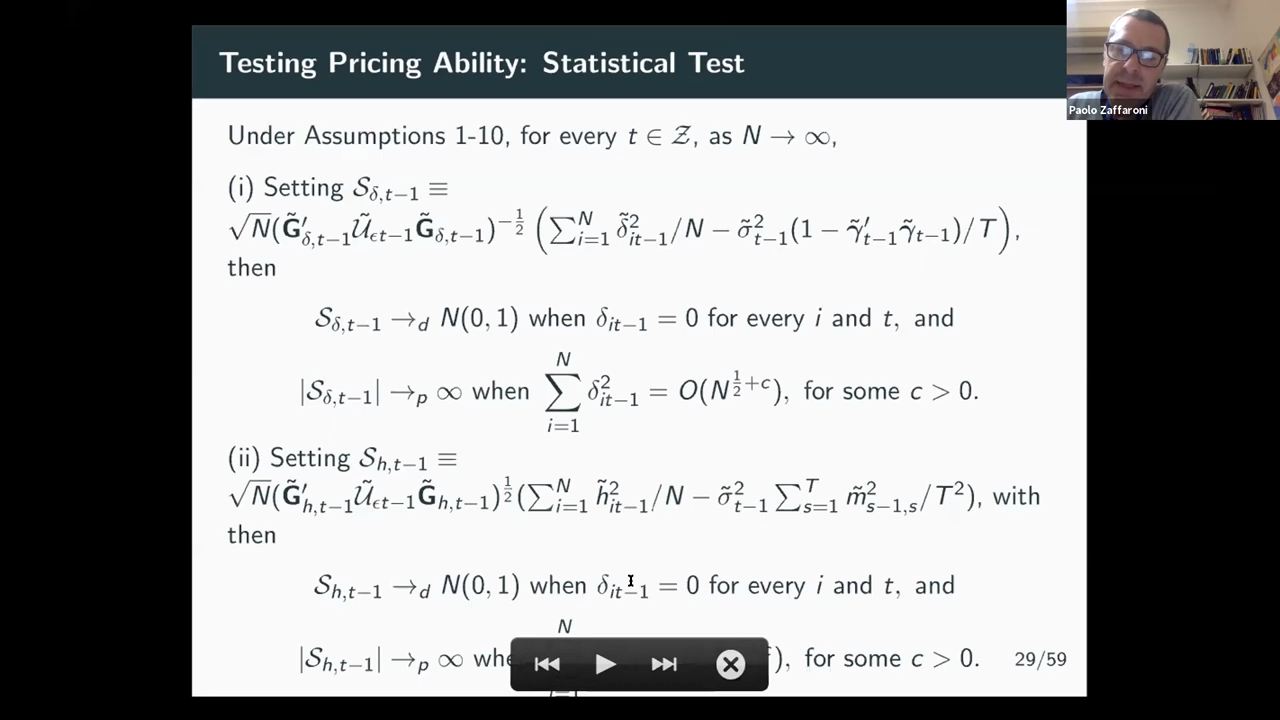 Testing Pricing Ability: Statistical Test
Paolo Zaffaroni
Under Assumptions 1-10, for every t ∈ 𝒵, as N → ∞,
(i) Setting 𝒮_{δ,t−1} ≡
√N(G̃′_{δ,t−1}Ũ_{ϵt−1}G̃_{δ,t−1})^{−1/2} (∑_{i=1}^{N} δ̃²_{it−1}/N − σ̃²_{t−1}(1 − γ̃′_{t−1}γ̃_{t−1})/T),
then
𝒮_{δ,t−1} →_d N(0, 1) when δ_{it−1} = 0 for every i and t, and
|𝒮_{δ,t−1}| →_p ∞ when ∑_{i=1}^{N} δ²_{it−1} = O(N^{1/2+c}), for some c > 0.
(ii) Setting 𝒮_{h,t−1} ≡
√N(G̃′_{h,t−1}Ũ_{ϵt−1}G̃_{h,t−1})^{1/2}(∑_{i=1}^{N} h̃²_{it−1}/N − σ̃²_{t−1} ∑_{s=1}^{T} m̃²_{s−1,s}/T²), with
then
𝒮_{h,t−1} →_d N(0, 1) when δ_{it−1} = 0 for every i and t, and
|𝒮_{h,t−1}| →_p ∞ N ), for some c > 0.
29/59